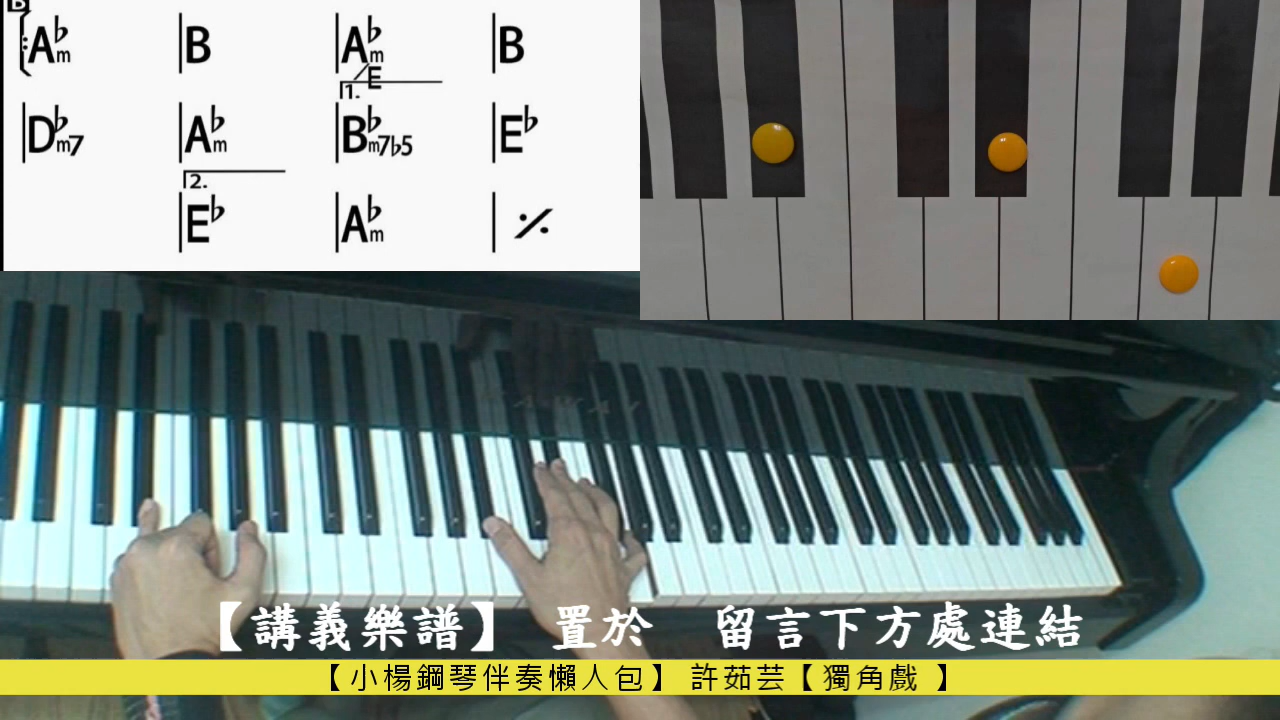 B
A♭m B A♭m/E B
1.
D♭m7 A♭m B♭m7♭5 E♭
2.
E♭ A♭m
KAWAI
【講義樂譜】 置於 留言下方處連結
【小楊鋼琴伴奏懶人包】 許茹芸【獨角戲 】